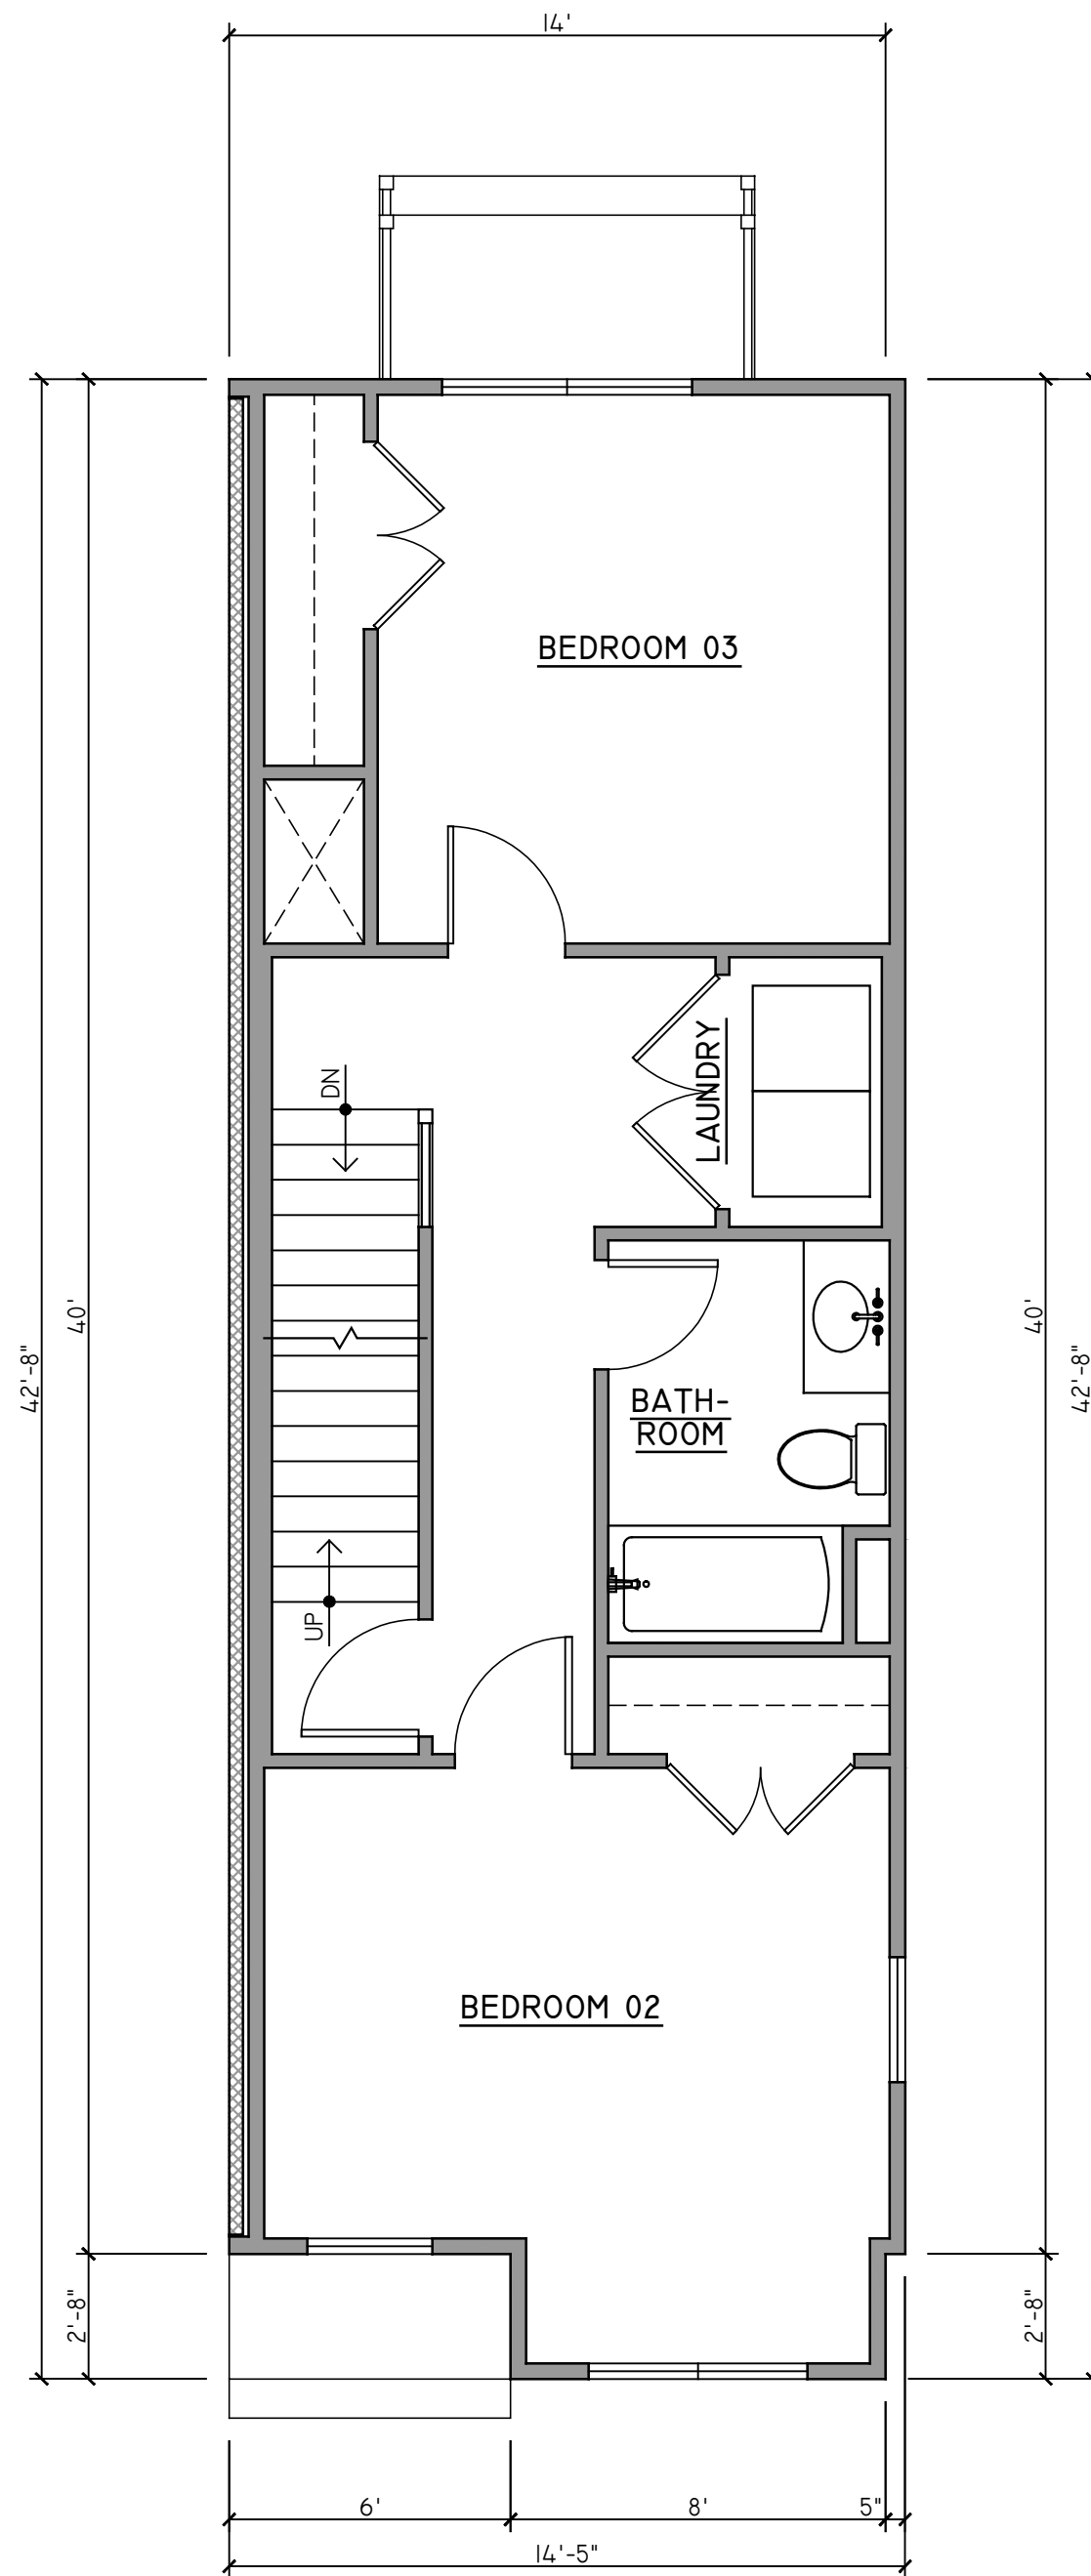 14'
BEDROOM 03
DN
LAUNDRY
40'
42'-8"
40'
42'-8"
BATH-
ROOM
UP
BEDROOM 02
2'-8"
2'-8"
6'
8'
5"
14'-5"